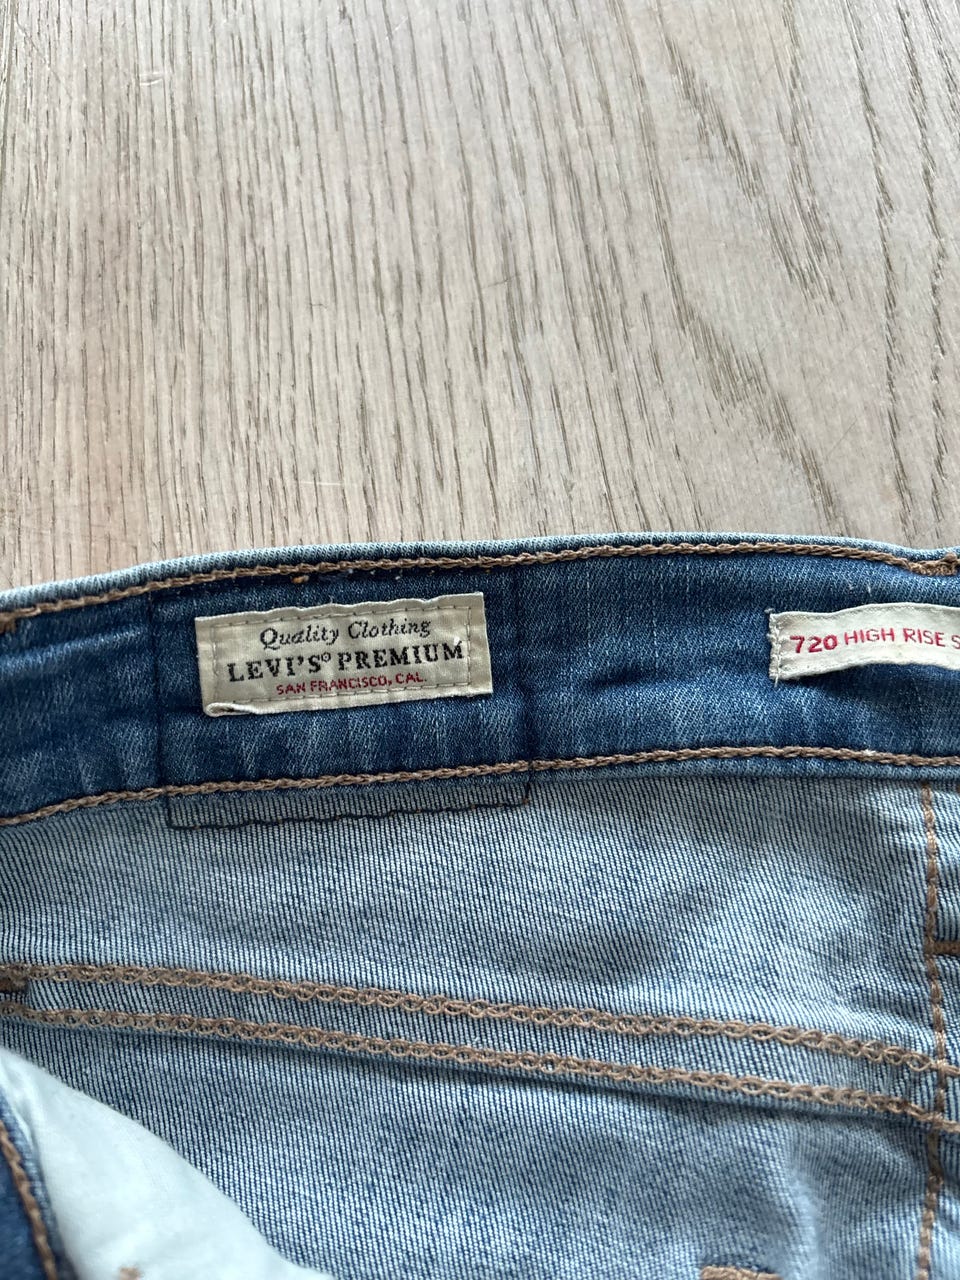 Quality Clothing
LEVI'S® PREMIUM
SAN FRANCISCO, CAL.
720 HIGH RISE S